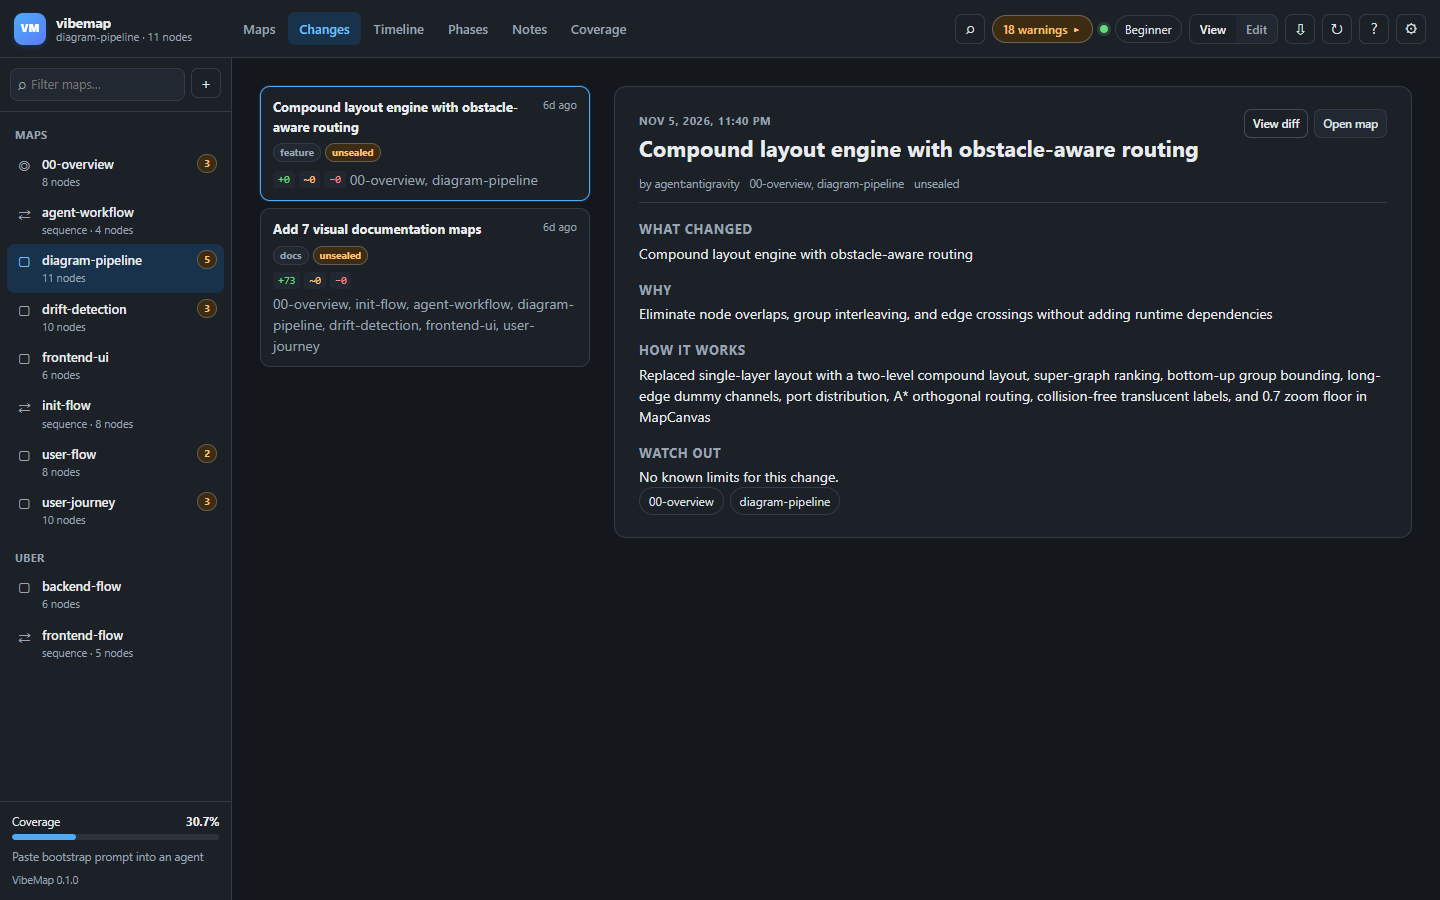 VM
vibemap
diagram-pipeline · 11 nodes
Maps
Changes
Timeline
Phases
Notes
Coverage
18 warnings ▸
Beginner
View
Edit
?
Filter maps...
+
MAPS
00-overview
3
8 nodes
agent-workflow
sequence · 4 nodes
diagram-pipeline
5
11 nodes
drift-detection
3
10 nodes
frontend-ui
6 nodes
init-flow
sequence · 8 nodes
user-flow
2
8 nodes
user-journey
3
10 nodes
UBER
backend-flow
6 nodes
frontend-flow
sequence · 5 nodes
Coverage
30.7%
Paste bootstrap prompt into an agent
VibeMap 0.1.0
Compound layout engine with obstacle-
aware routing
6d ago
feature
unsealed
+0 ~0 −0 00-overview, diagram-pipeline
Add 7 visual documentation maps
6d ago
docs
unsealed
+73 ~0 −0
00-overview, init-flow, agent-workflow, diagram-
pipeline, drift-detection, frontend-ui, user-
journey
NOV 5, 2026, 11:40 PM
View diff
Open map
Compound layout engine with obstacle-aware routing
by agent:antigravity 00-overview, diagram-pipeline unsealed
WHAT CHANGED
Compound layout engine with obstacle-aware routing
WHY
Eliminate node overlaps, group interleaving, and edge crossings without adding runtime dependencies
HOW IT WORKS
Replaced single-layer layout with a two-level compound layout, super-graph ranking, bottom-up group bounding, long-
edge dummy channels, port distribution, A* orthogonal routing, collision-free translucent labels, and 0.7 zoom floor in
MapCanvas
WATCH OUT
No known limits for this change.
00-overview
diagram-pipeline